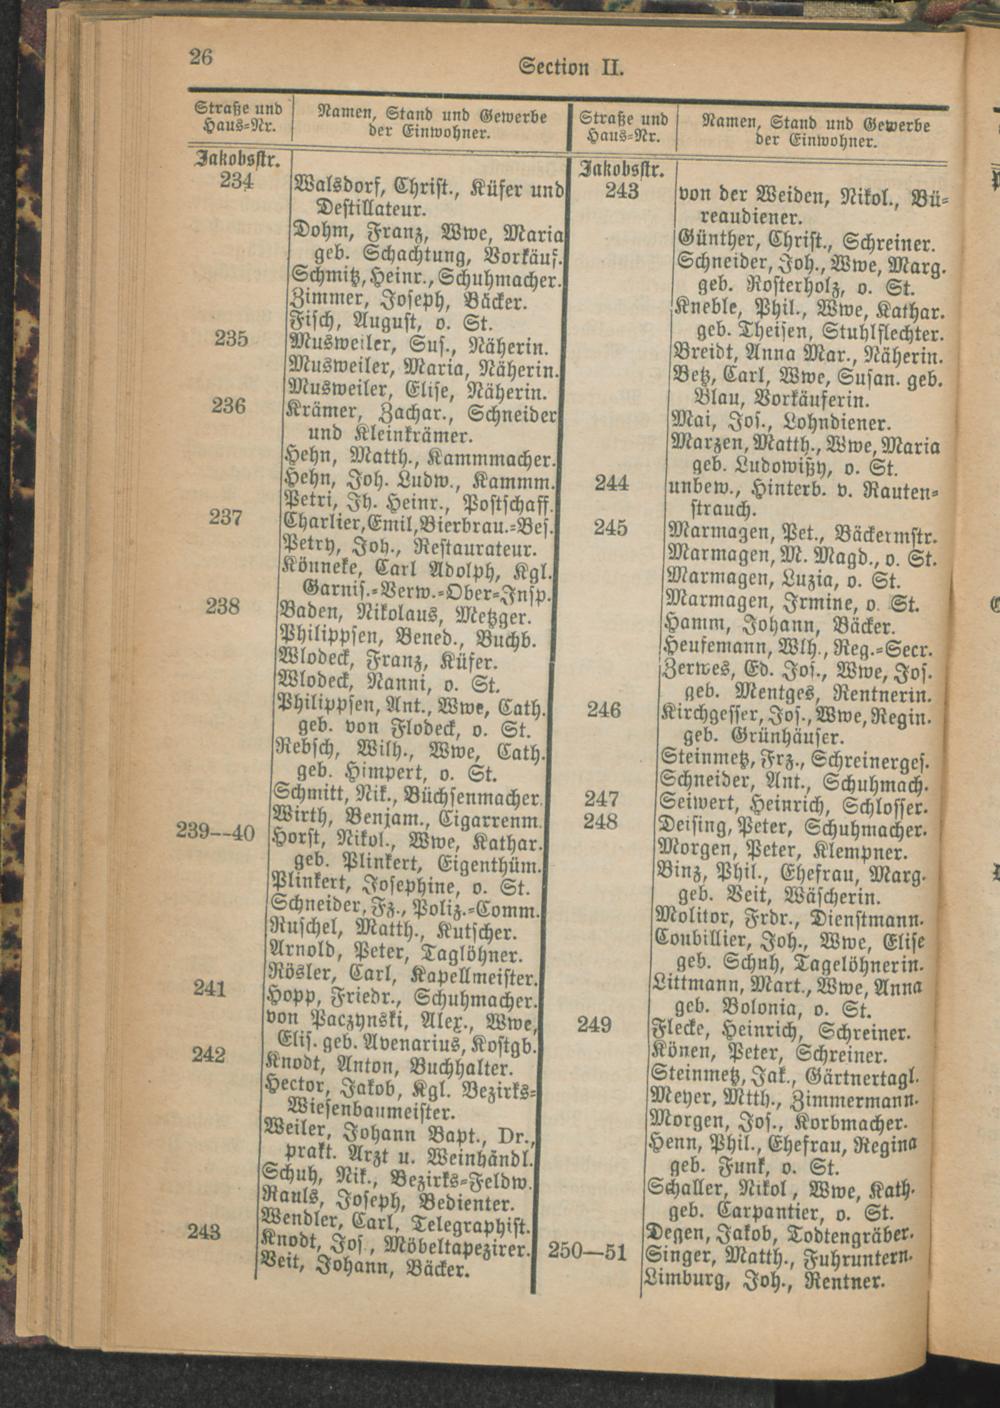 26
Section II.
Straße und
Haus=Nr.
Namen, Stand und Gewerbe
der Einwohner.
Jakobsstr.
234 Walsdorf, Christ., Küfer und
Destillateur.
Dohm, Franz, Wwe, Maria
geb. Schachtung, Vorkäuf.
Schmitz, Heinr., Schuhmacher.
Zimmer, Joseph, Bäcker.
Fisch, August, o. St.
235 Musweiler, Sus., Näherin.
Musweiler, Maria, Näherin.
Musweiler, Elise, Näherin.
236 Krämer, Zachar., Schneider
und Kleinkrämer.
Hehn, Matth., Kammmacher.
Hehn, Joh. Ludw., Kammm.
Petri, Jh. Heinr., Postschaff.
237 Charlier, Emil, Bierbrau.=Bes.
Petry, Joh., Restaurateur.
Könneke, Carl Adolph, Kgl.
Garnis.=Verw.=Ober=Insp.
238 Baden, Nikolaus, Metzger.
Philippsen, Bened., Buchb.
Wlodeck, Franz, Küfer.
Wlodeck, Nanni, o. St.
Philippsen, Ant., Wwe, Cath.
geb. von Flodeck, o. St.
Rebsch, Wilh., Wwe, Cath.
geb. Himpert, o. St.
Schmitt, Nik., Büchsenmacher.
Wirth, Benjam., Cigarrenm.
239--40 Horst, Nikol., Wwe, Kathar.
geb. Plinkert, Eigenthüm.
Plinkert, Josephine, o. St.
Schneider, Fz., Poliz.=Comm.
Ruschel, Matth., Kutscher.
Arnold, Peter, Taglöhner.
Rösler, Carl, Kapellmeister.
241 Hopp, Friedr., Schuhmacher.
von Paczynski, Alex., Wwe,
Elis. geb. Avenarius, Kostgb.
242 Knodt, Anton, Buchhalter.
Hector, Jakob, Kgl. Bezirks=
Wiesenbaumeister.
Weiler, Johann Bapt., Dr.,
prakt. Arzt u. Weinhändl.
Schuh, Nik., Bezirks=Feldw.
Rauls, Joseph, Bedienter.
Wendler, Carl, Telegraphist.
243 Knodt, Jos., Möbeltapezirer.
Veit, Johann, Bäcker.
Straße und
Haus=Nr.
Namen, Stand und Gewerbe
der Einwohner.
Jakobsstr.
243 von der Weiden, Nikol., Bü=
reaudiener.
Günther, Christ., Schreiner.
Schneider, Joh., Wwe, Marg.
geb. Rosterholz, o. St.
Kneble, Phil., Wwe, Kathar.
geb. Theisen, Stuhlflechter.
Breidt, Anna Mar., Näherin.
Betz, Carl, Wwe, Susan. geb.
Blau, Vorkäuferin.
Mai, Jos., Lohndiener.
Marzen, Matth., Wwe, Maria
geb. Ludowißy, o. St.
244 unbew., Hinterb. v. Rauten=
strauch.
245 Marmagen, Pet., Bäckermstr.
Marmagen, M. Magd., o. St.
Marmagen, Luzia, o. St.
Marmagen, Irmine, o. St.
Hamm, Johann, Bäcker.
Heusemann, Wlh., Reg.=Secr.
Zerwes, Ed. Jos., Wwe, Jos.
geb. Mentges, Rentnerin.
246 Kirchgesser, Jos., Wwe, Regin.
geb. Grünhäuser.
Steinmetz, Frz., Schreinerges.
Schneider, Ant., Schuhmach.
247 Seiwert, Heinrich, Schlosser.
248 Deising, Peter, Schuhmacher.
Morgen, Peter, Klempner.
Binz, Phil., Ehefrau, Marg.
geb. Veit, Wäscherin.
Molitor, Frdr., Dienstmann.
Coubillier, Joh., Wwe, Elise
geb. Schuh, Tagelöhnerin.
Littmann, Mart., Wwe, Anna
geb. Bolonia, o. St.
249 Flecke, Heinrich, Schreiner.
Könen, Peter, Schreiner.
Steinmetz, Jak., Gärtnertagl.
Meyer, Mtth., Zimmermann.
Morgen, Jos., Korbmacher.
Henn, Phil., Ehefrau, Regina
geb. Funk, o. St.
Schaller, Nikol, Wwe, Kath.
geb. Carpantier, o. St.
Degen, Jakob, Todtengräber.
250—51 Singer, Matth., Fuhruntern.
Limburg, Joh., Rentner.